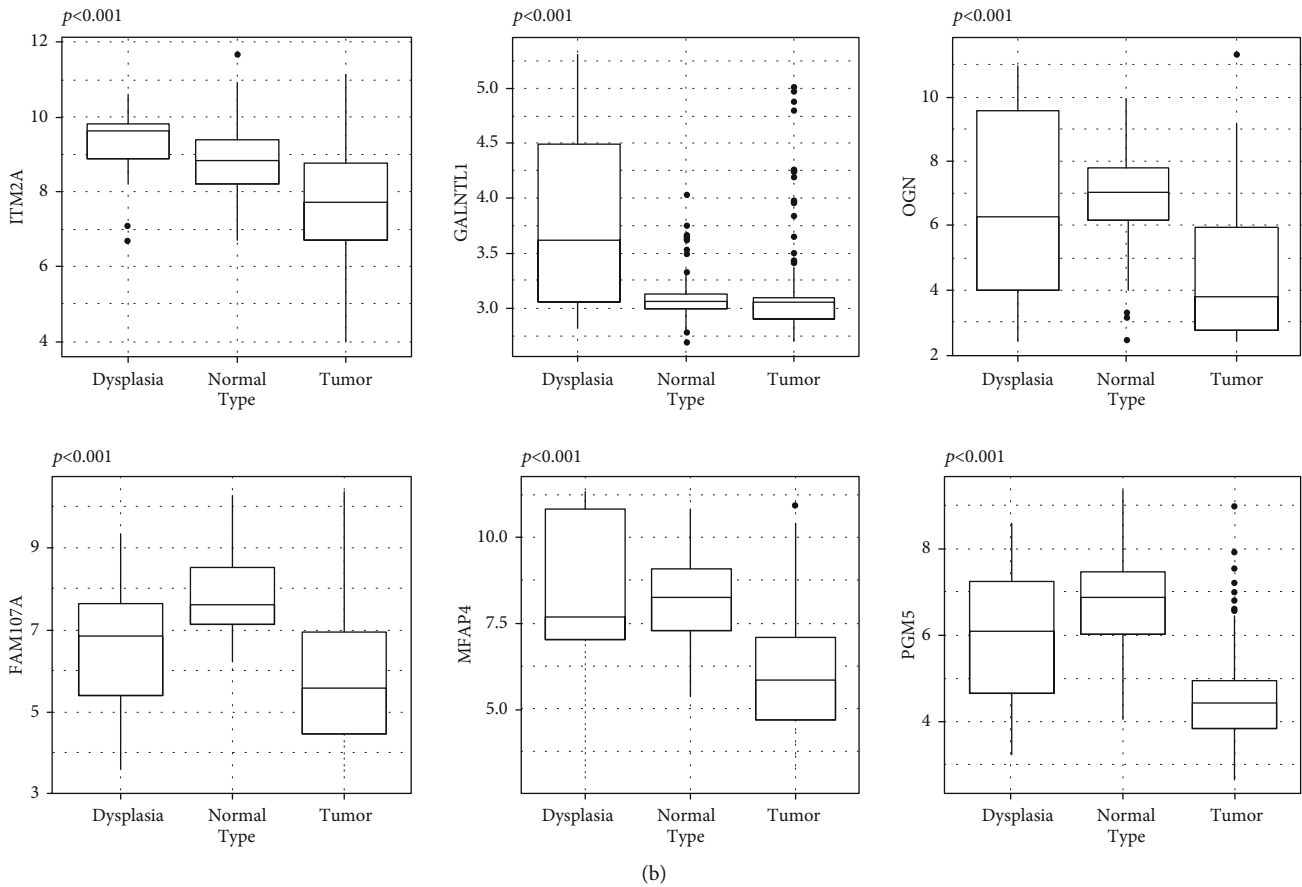 p<0.001
p<0.001
p<0.001
12
10
8
6
4
ITM2A
Dysplasia Normal Tumor
Type
5.0
4.5
4.0
3.5
3.0
GALNTL1
Dysplasia Normal Tumor
Type
10
8
6
4
2
OGN
Dysplasia Normal Tumor
Type
p<0.001
p<0.001
p<0.001
9
7
5
3
FAM107A
Dysplasia Normal Tumor
Type
10.0
7.5
5.0
MFAP4
Dysplasia Normal Tumor
Type
8
6
4
PGM5
Dysplasia Normal Tumor
Type
(b)